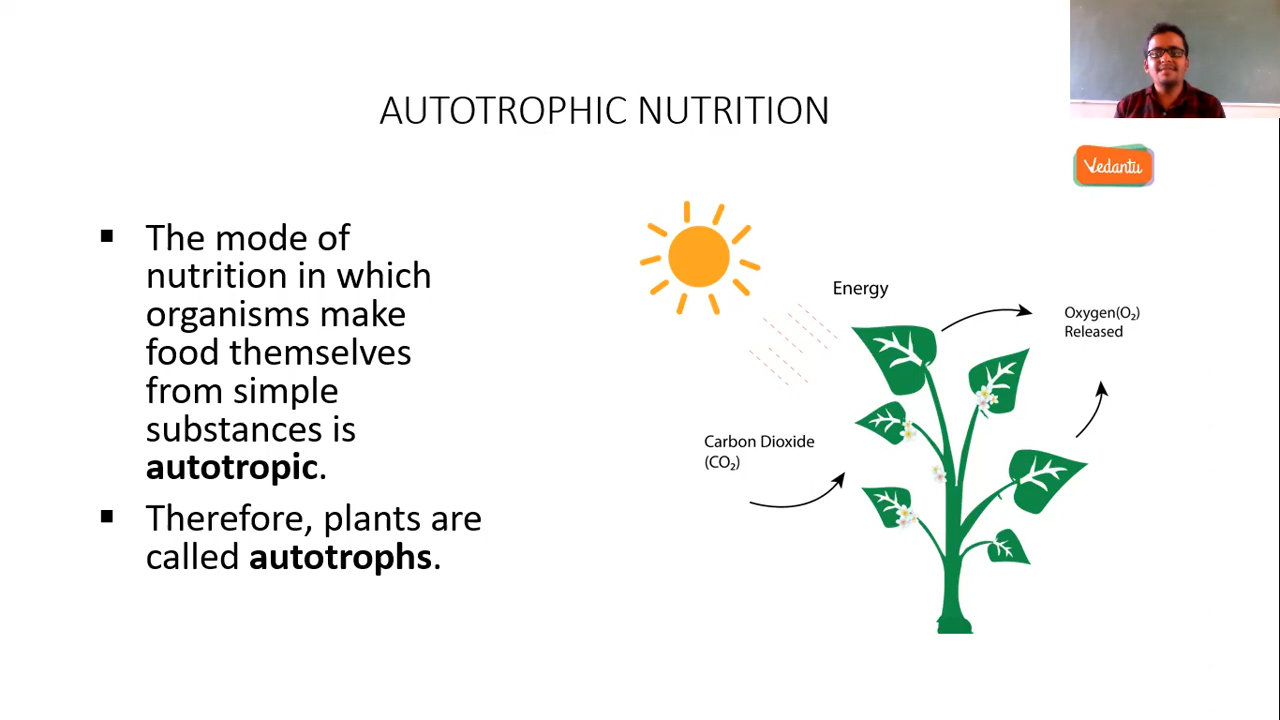 AUTOTROPHIC NUTRITION
Vedantu
▪ The mode of
nutrition in which
organisms make
food themselves
from simple
substances is
autotropic.
▪ Therefore, plants are
called autotrophs.
Energy
Oxygen(O₂)
Released
Carbon Dioxide
(CO₂)